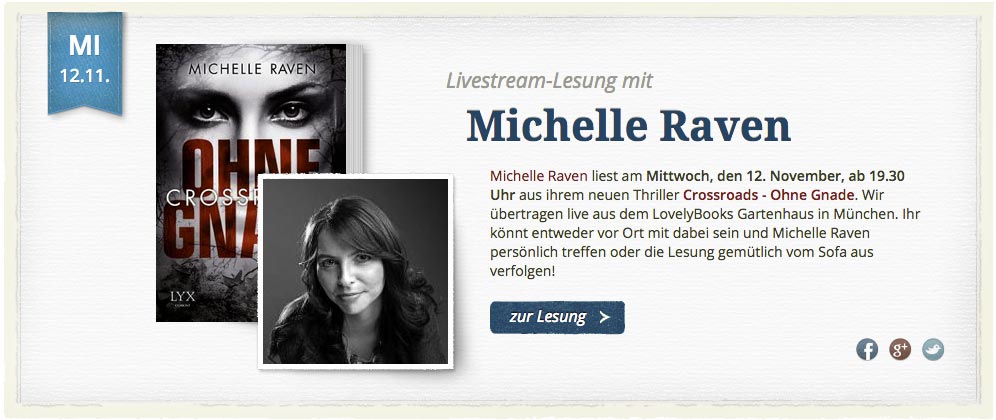 MI
12.11.
MICHELLE RAVEN
OHNE
CROSSR
GNA
LYX
EGMONT
Livestream-Lesung mit
Michelle Raven
Michelle Raven liest am Mittwoch, den 12. November, ab 19.30
Uhr aus ihrem neuen Thriller Crossroads - Ohne Gnade. Wir
übertragen live aus dem LovelyBooks Gartenhaus in München. Ihr
könnt entweder vor Ort mit dabei sein und Michelle Raven
persönlich treffen oder die Lesung gemütlich vom Sofa aus
verfolgen!
zur Lesung